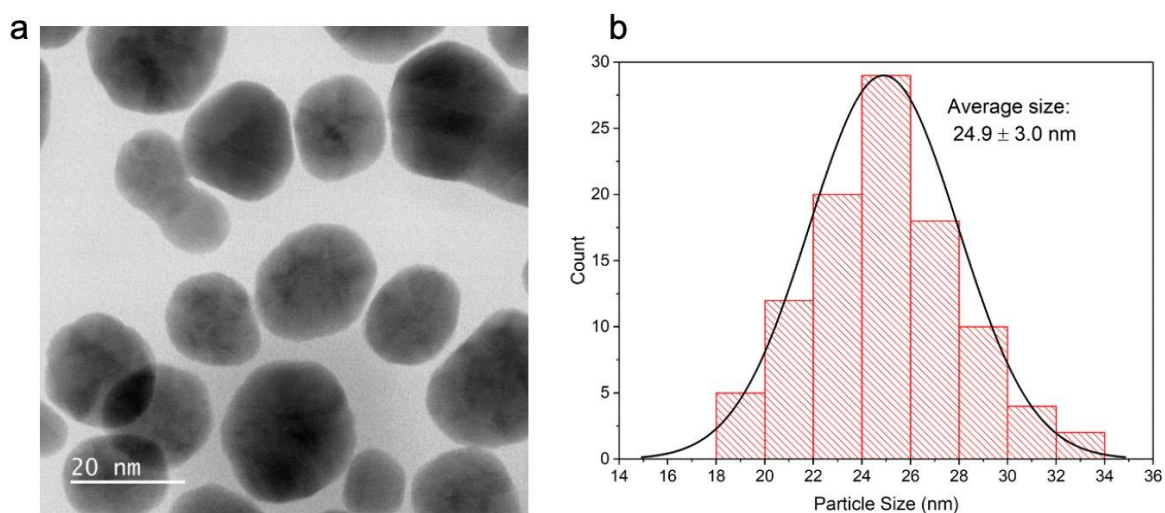 a
20 nm
b
Average size:
24.9 ± 3.0 nm
Count
30
25
20
15
10
5
0
14 16 18 20 22 24 26 28 30 32 34 36
Particle Size (nm)